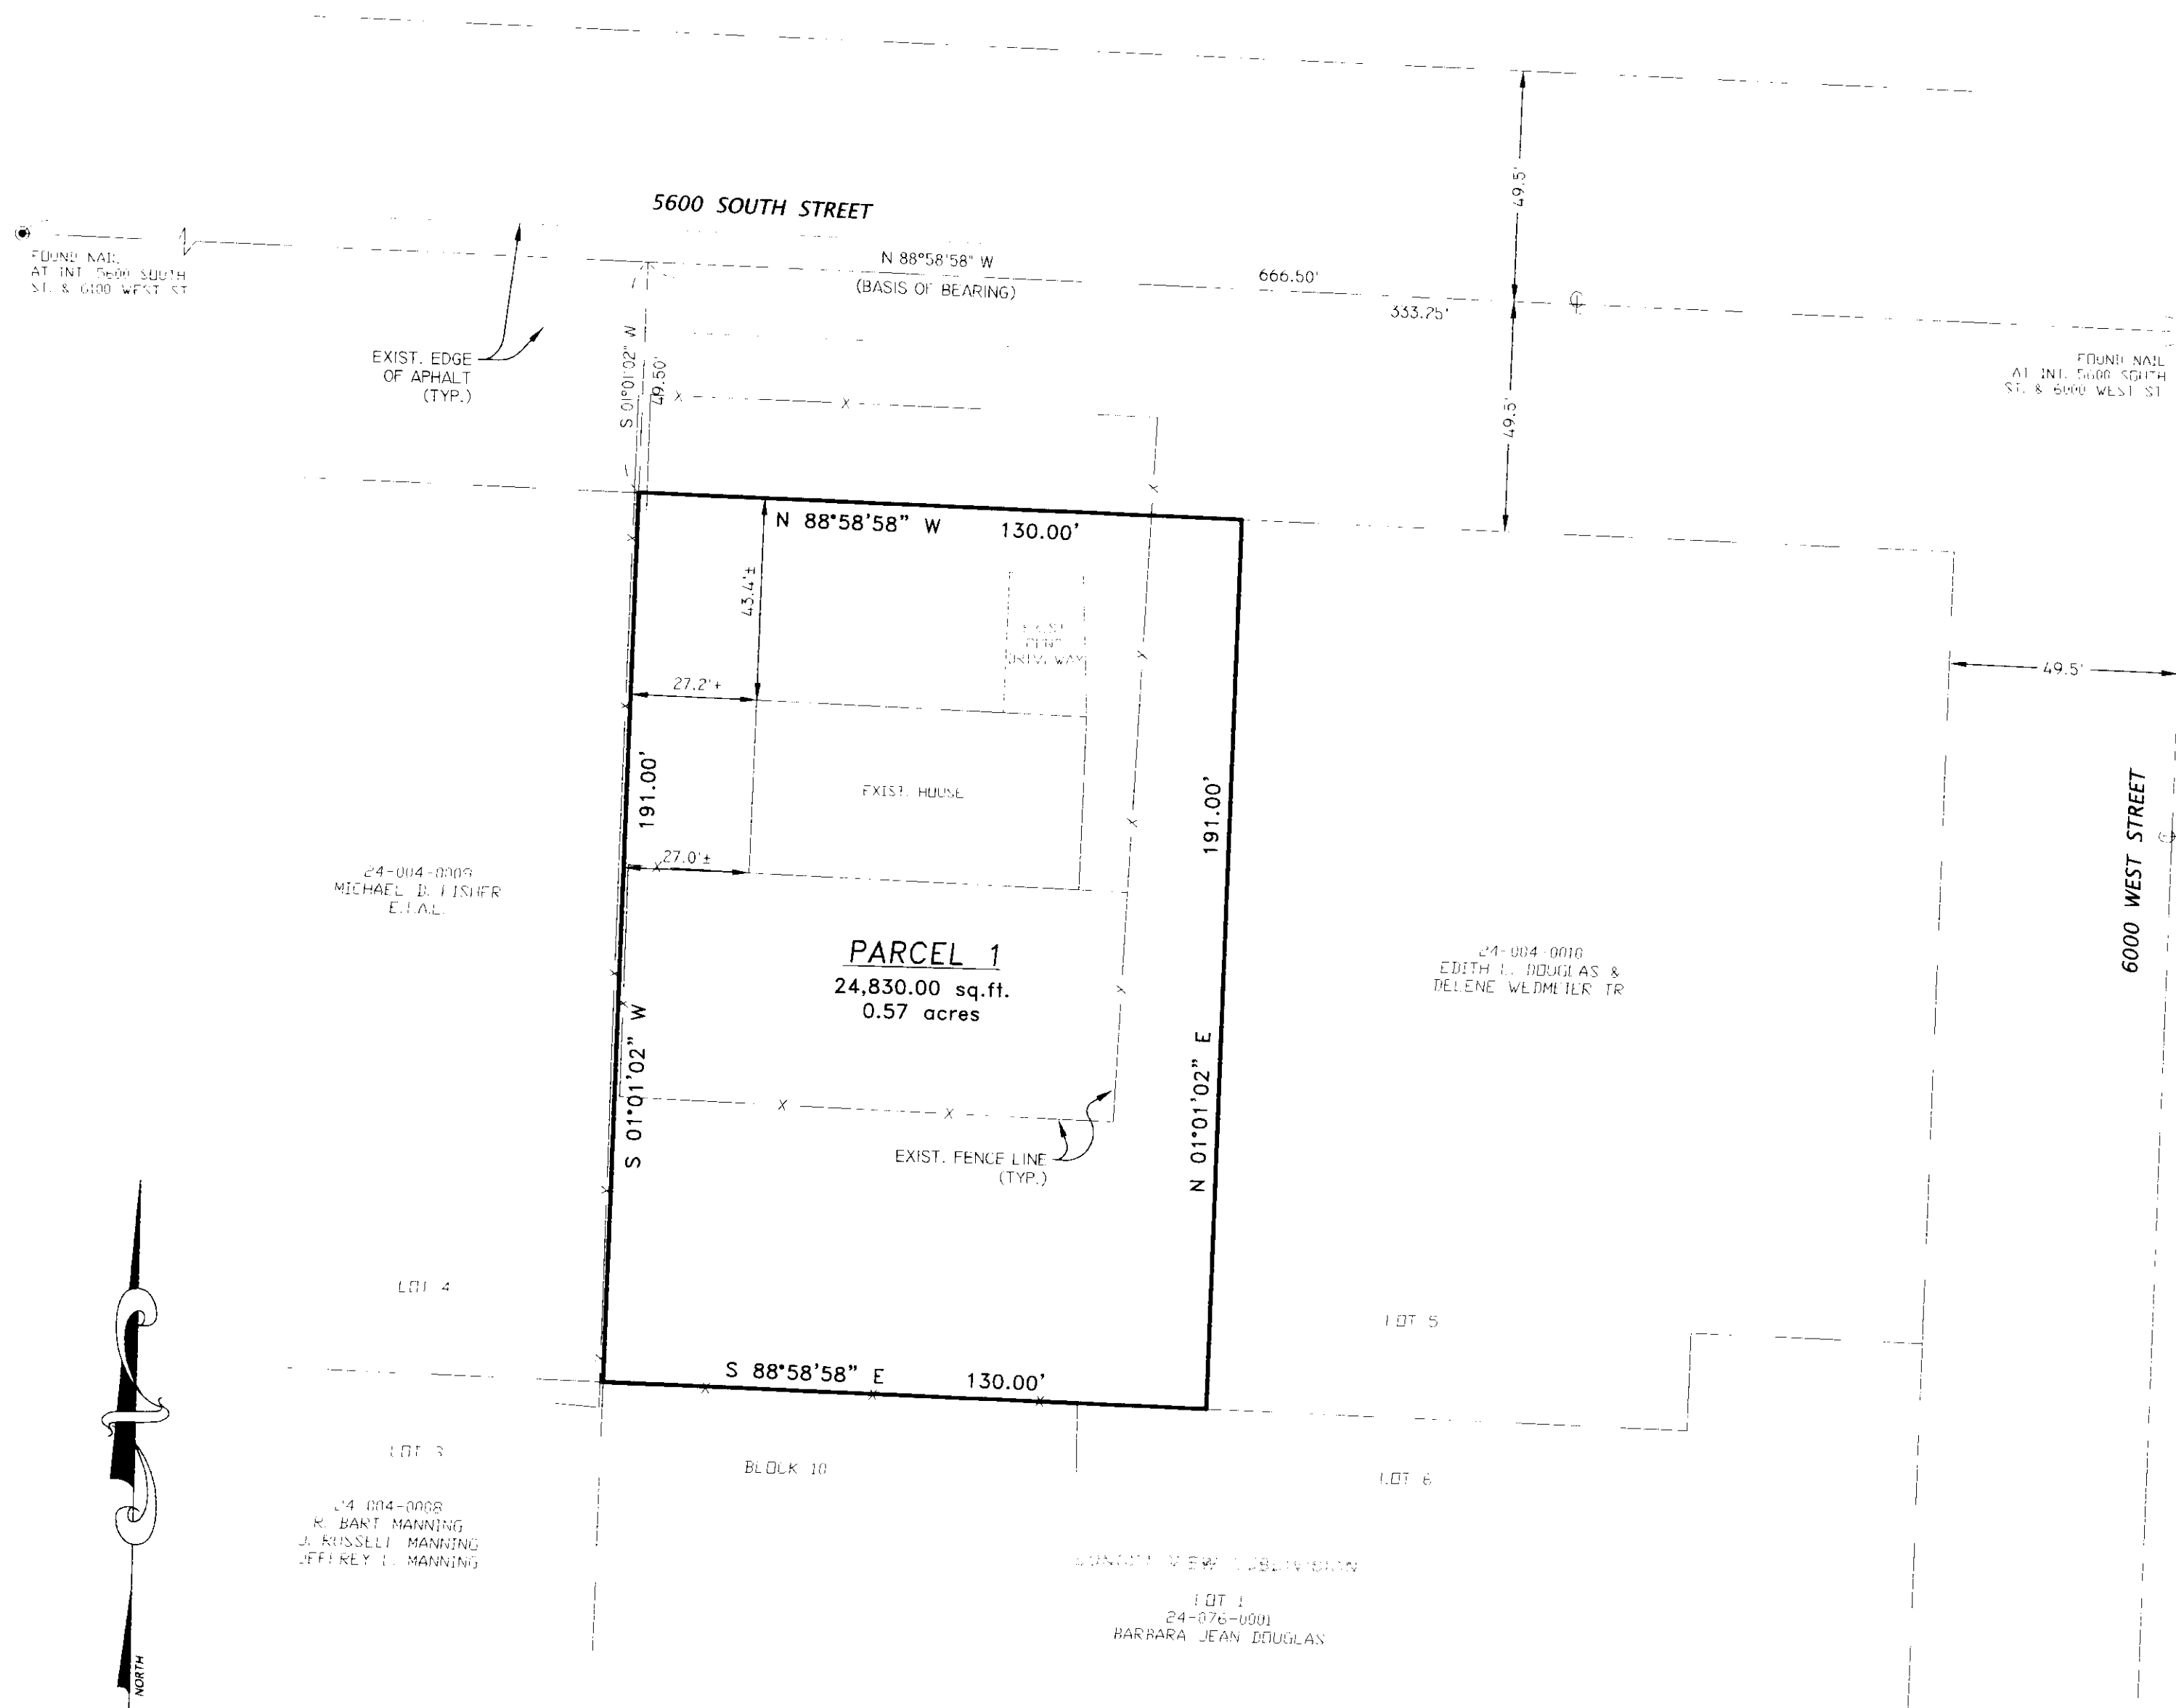 5600 SOUTH STREET
N 88°58'58" W
(BASIS OF BEARING)
666.50'
333.25'
49.5'
49.5'
FOUND NAIL
AT INT. 5600 SOUTH
ST. & 6100 WEST ST
EXIST. EDGE
OF APHALT
(TYP.)
S 01°01'02" W
49.50'
FOUND NAIL
AT INT. 5600 SOUTH
ST. & 6000 WEST ST
N 88°58'58" W 130.00'
43.4'±
DRIVEWAY
27.2'±
49.5'
191.00'
EXIST. HOUSE
191.00'
6000 WEST STREET
27.0'±
24-004-0009
MICHAEL D. FISHER
E.T.A.L.
PARCEL 1
24,830.00 sq.ft.
0.57 acres
24-004-0010
EDITH L. DOUGLAS &
DELENE WEDMEIER TR
S 01°01'02" W
N 01°01'02" E
EXIST. FENCE LINE
(TYP.)
LOT 4
LOT 5
S 88°58'58" E 130.00'
LOT 3
BLOCK 10
LOT 6
24-004-0008
R. BART MANNING
J. RUSSELL MANNING
JEFFREY L. MANNING
VIEW SUBDIVISION
LOT 1
24-076-0001
BARBARA JEAN DOUGLAS
NORTH